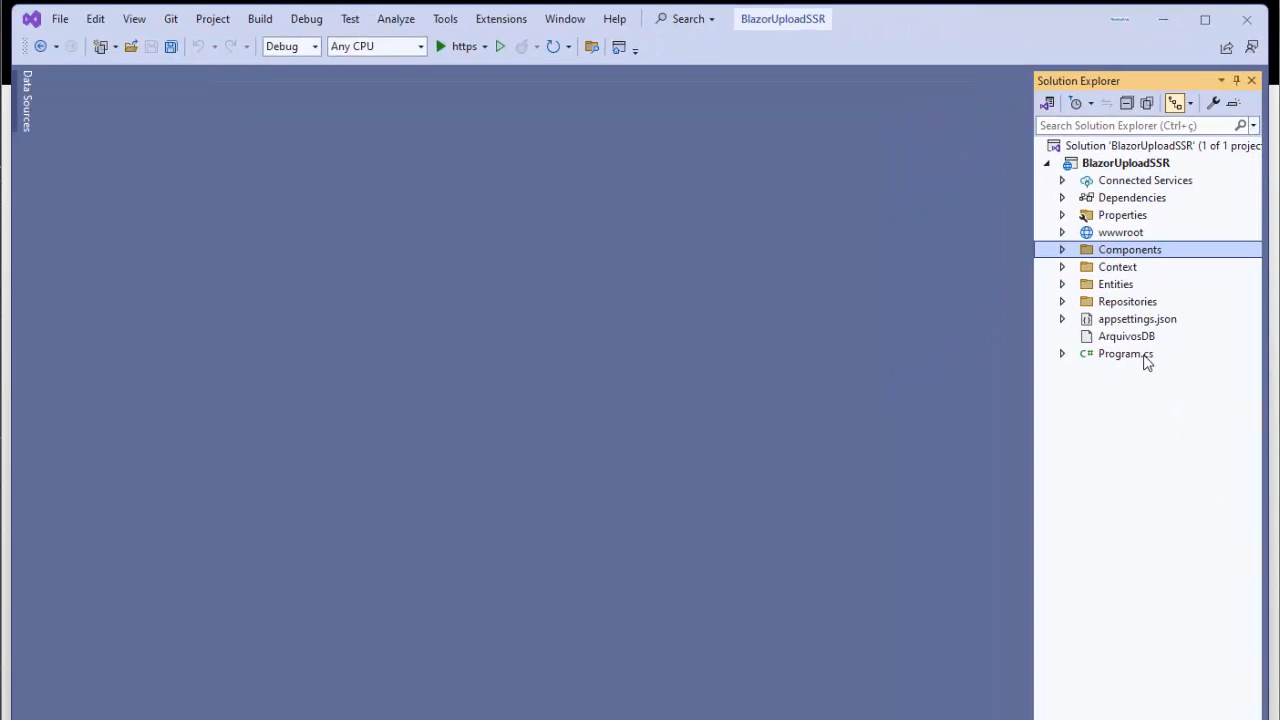 File Edit View Git Project Build Debug Test Analyze Tools Extensions Window Help Search BlazorUploadSSR
Debug Any CPU https
Data Sources
Solution Explorer
Search Solution Explorer (Ctrl+ç)
Solution 'BlazorUploadSSR' (1 of 1 projec
BlazorUploadSSR
Connected Services
Dependencies
Properties
wwwroot
Components
Context
Entities
Repositories
appsettings.json
ArquivosDB
C# Program.cs